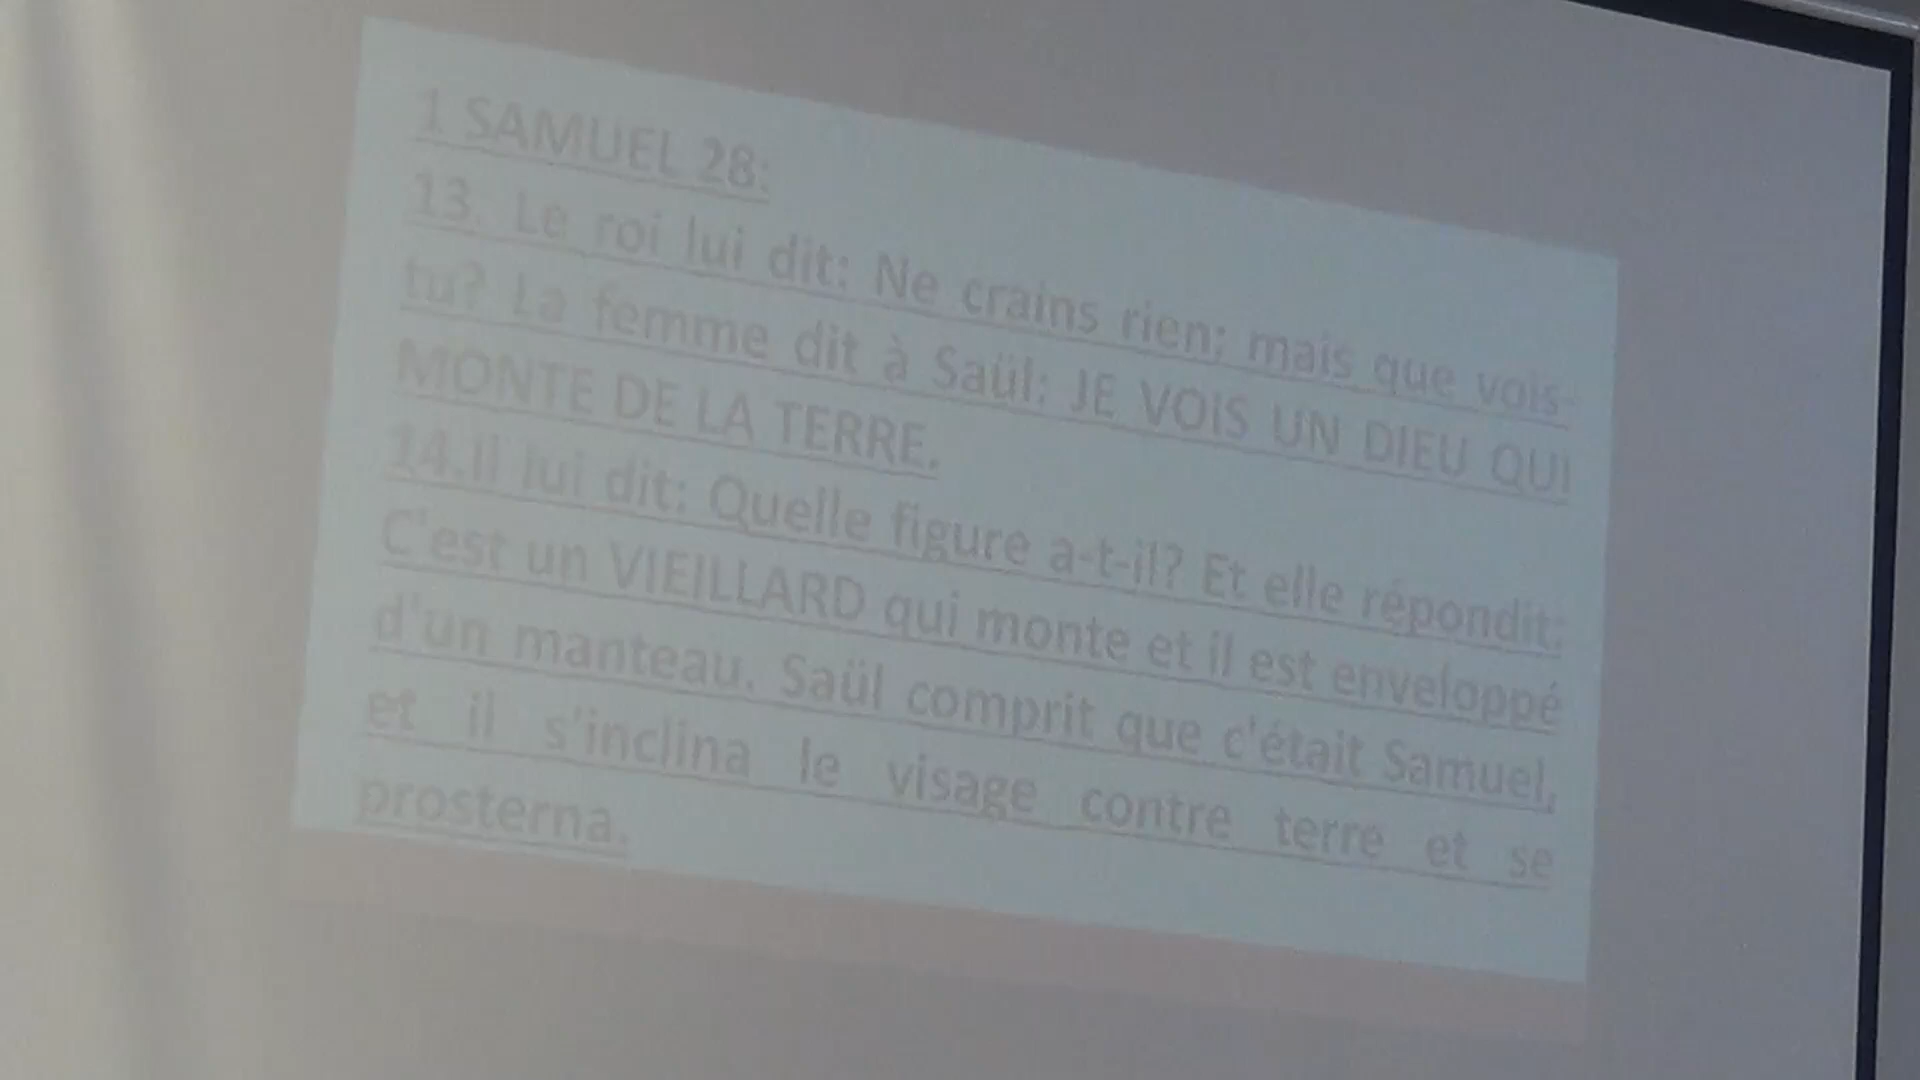 1 SAMUEL 28:
13. Le roi lui dit: Ne crains rien; mais que vois-
tu? La femme dit à Saül: JE VOIS UN DIEU QUI
MONTE DE LA TERRE.
14.Il lui dit: Quelle figure a-t-il? Et elle répondit:
C'est un VIEILLARD qui monte et il est enveloppé
d'un manteau. Saül comprit que c'était Samuel,
et il s'inclina le visage contre terre et se
prosterna.